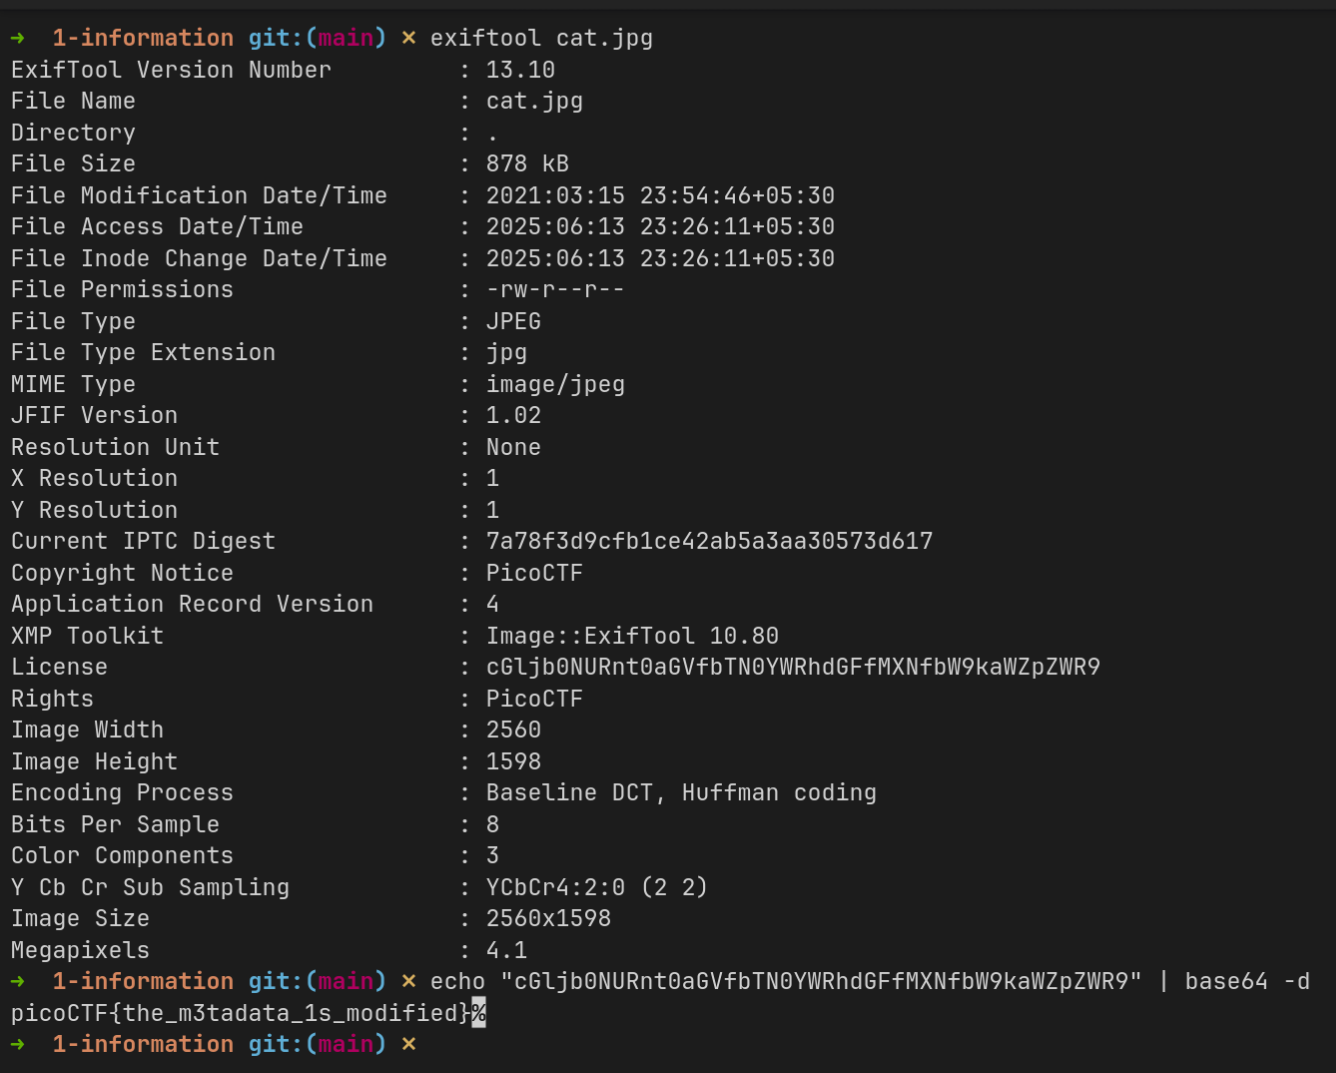 → 1-information git:(main) × exiftool cat.jpg
ExifTool Version Number : 13.10
File Name : cat.jpg
Directory : .
File Size : 878 kB
File Modification Date/Time : 2021:03:15 23:54:46+05:30
File Access Date/Time : 2025:06:13 23:26:11+05:30
File Inode Change Date/Time : 2025:06:13 23:26:11+05:30
File Permissions : -rw-r--r--
File Type : JPEG
File Type Extension : jpg
MIME Type : image/jpeg
JFIF Version : 1.02
Resolution Unit : None
X Resolution : 1
Y Resolution : 1
Current IPTC Digest : 7a78f3d9cfb1ce42ab5a3aa30573d617
Copyright Notice : PicoCTF
Application Record Version : 4
XMP Toolkit : Image::ExifTool 10.80
License : cGljb0NURnt0aGVfbTN0YWRhdGFfMXNfbW9kaWZpZWR9
Rights : PicoCTF
Image Width : 2560
Image Height : 1598
Encoding Process : Baseline DCT, Huffman coding
Bits Per Sample : 8
Color Components : 3
Y Cb Cr Sub Sampling : YCbCr4:2:0 (2 2)
Image Size : 2560x1598
Megapixels : 4.1
→ 1-information git:(main) × echo "cGljb0NURnt0aGVfbTN0YWRhdGFfMXNfbW9kaWZpZWR9" | base64 -d
picoCTF{the_m3tadata_1s_modified}%
→ 1-information git:(main) ×